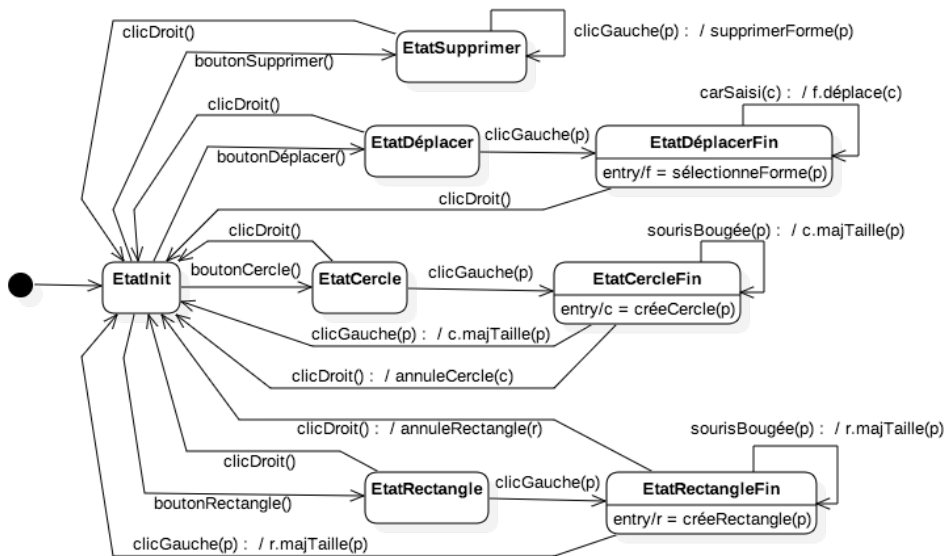 clicDroit()
EtatSupprimer
clicGauche(p) : / supprimerForme(p)
boutonSupprimer()
carSaisi(c) : / f.déplace(c)
clicDroit()
EtatDéplacer
clicGauche(p)
EtatDéplacerFin
boutonDéplacer()
entry/f = sélectionneForme(p)
clicDroit()
clicDroit()
sourisBougée(p) : / c.majTaille(p)
EtatInit
boutonCercle()
EtatCercle
clicGauche(p)
EtatCercleFin
entry/c = créeCercle(p)
clicGauche(p) : / c.majTaille(p)
clicDroit() : / annuleCercle(c)
clicDroit() : / annuleRectangle(r)
sourisBougée(p) : / r.majTaille(p)
clicDroit()
EtatRectangle
clicGauche(p)
EtatRectangleFin
boutonRectangle()
entry/r = créeRectangle(p)
clicGauche(p) : / r.majTaille(p)